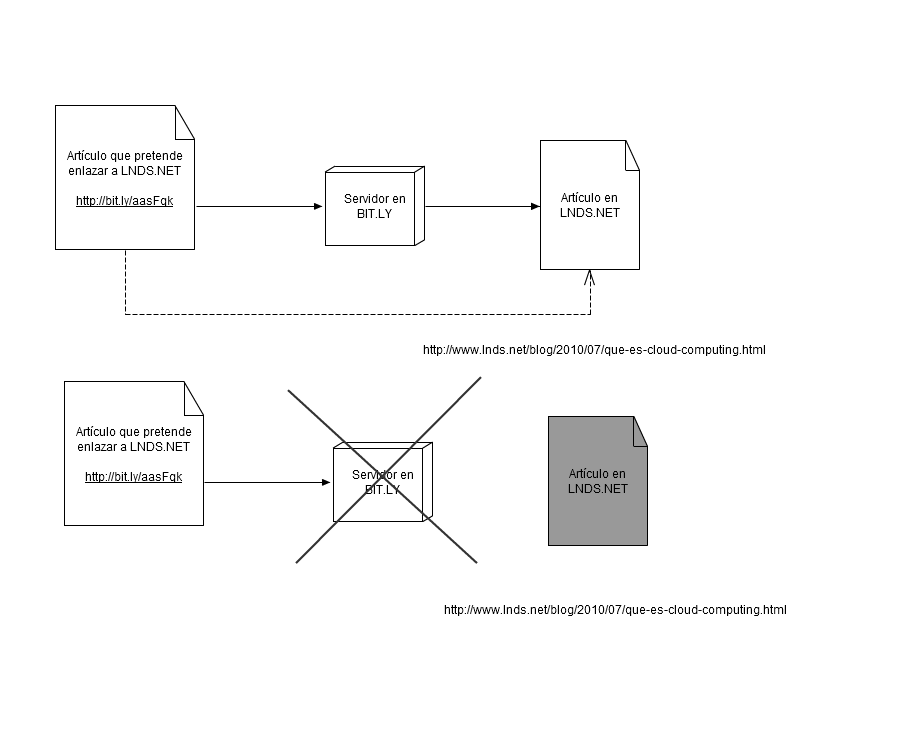 Artículo que pretende
enlazar a LNDS.NET
http://bit.ly/aasFqk
Servidor en
BIT.LY
Artículo en
LNDS.NET
http://www.lnds.net/blog/2010/07/que-es-cloud-computing.html
Artículo que pretende
enlazar a LNDS.NET
http://bit.ly/aasFqk
Servidor en
BIT.LY
Artículo en
LNDS.NET
http://www.lnds.net/blog/2010/07/que-es-cloud-computing.html